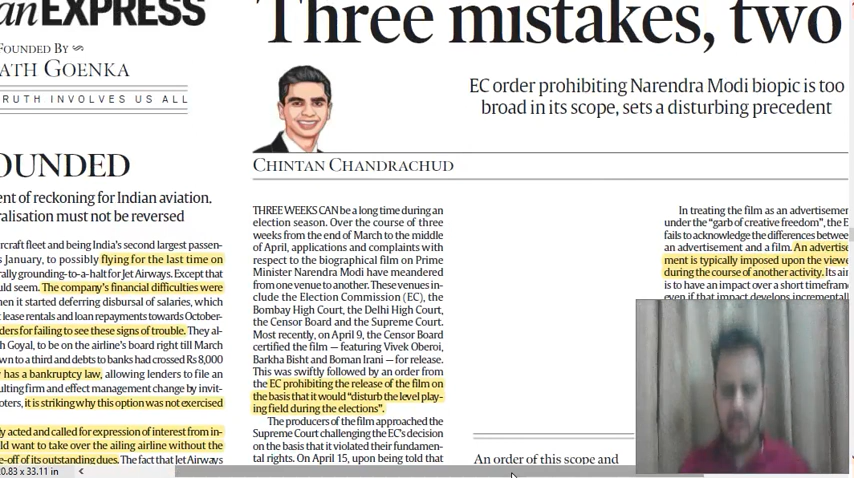 an EXPRESS
FOUNDED BY
ATH GOENKA
RUTH INVOLVES US ALL
OUNDED
ent of reckoning for Indian aviation.
ralisation must not be reversed
rcraft fleet and being India's second largest passen-
s January, to possibly flying for the last time on
rally grounding-to-a-halt for Jet Airways. Except that
uld seem. The company's financial difficulties were
hen it started deferring disbursal of salaries, which
t lease rentals and loan repayments towards October-
ders for failing to see these signs of trouble. They al-
h Goyal, to be on the airline's board right till March
wn to a third and debts to banks had crossed Rs 8,000
has a bankruptcy law, allowing lenders to file an
ulting firm and effect management change by invit-
oters, it is striking why this option was not exercised
ly acted and called for expression of interest from in-
ld want to take over the ailing airline without the
e-off of its outstanding dues. The fact that Jet Airways
20.83 x 33.11 in
Three mistakes, two
EC order prohibiting Narendra Modi biopic is too
broad in its scope, sets a disturbing precedent
CHINTAN CHANDRACHUD
THREE WEEKS CAN be a long time during an
election season. Over the course of three
weeks from the end of March to the middle
of April, applications and complaints with
respect to the biographical film on Prime
Minister Narendra Modi have meandered
from one venue to another. These venues in-
clude the Election Commission (EC), the
Bombay High Court, the Delhi High Court,
the Censor Board and the Supreme Court.
Most recently, on April 9, the Censor Board
certified the film — featuring Vivek Oberoi,
Barkha Bisht and Boman Irani — for release.
This was swiftly followed by an order from
the EC prohibiting the release of the film on
the basis that it would "disturb the level play-
ing field during the elections".
The producers of the film approached the
Supreme Court challenging the EC's decision
on the basis that it violated their fundamen-
tal rights. On April 15, upon being told that
An order of this scope and
In treating the film as an advertisemen
under the "garb of creative freedom", the E
fails to acknowledge the differences betwee
an advertisement and a film. An advertise
ment is typically imposed upon the viewe
during the course of another activity. Its ai
is to have an impact over a short timefram
even if that impact develops incrementall